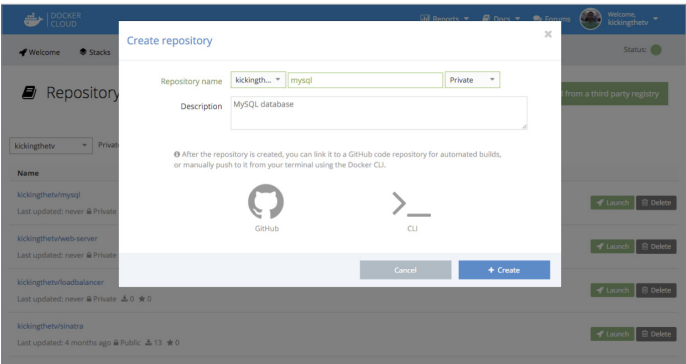 DOCKER
CLOUD
Reports
Docs
Forums
Welcome,
kickingthetv
Welcome
Stacks
Status:
Create repository
×
Repository
from a third party registry
Repository name
kickingth...
mysql
Private
Description
MySQL database
After the repository is created, you can link it to a GitHub code repository for automated builds,
or manually push to it from your terminal using the Docker CLI.
GitHub
CLI
Cancel
+ Create
kickingthetv
Name
kickingthetv/mysql
Last updated: never Private
Launch
Delete
kickingthetv/web-server
Last updated: never Private
Launch
Delete
kickingthetv/loadbalancer
Last updated: never Private 0 0
Launch
Delete
kickingthetv/sinatra
Last updated: 4 months ago Public 13 0
Launch
Delete